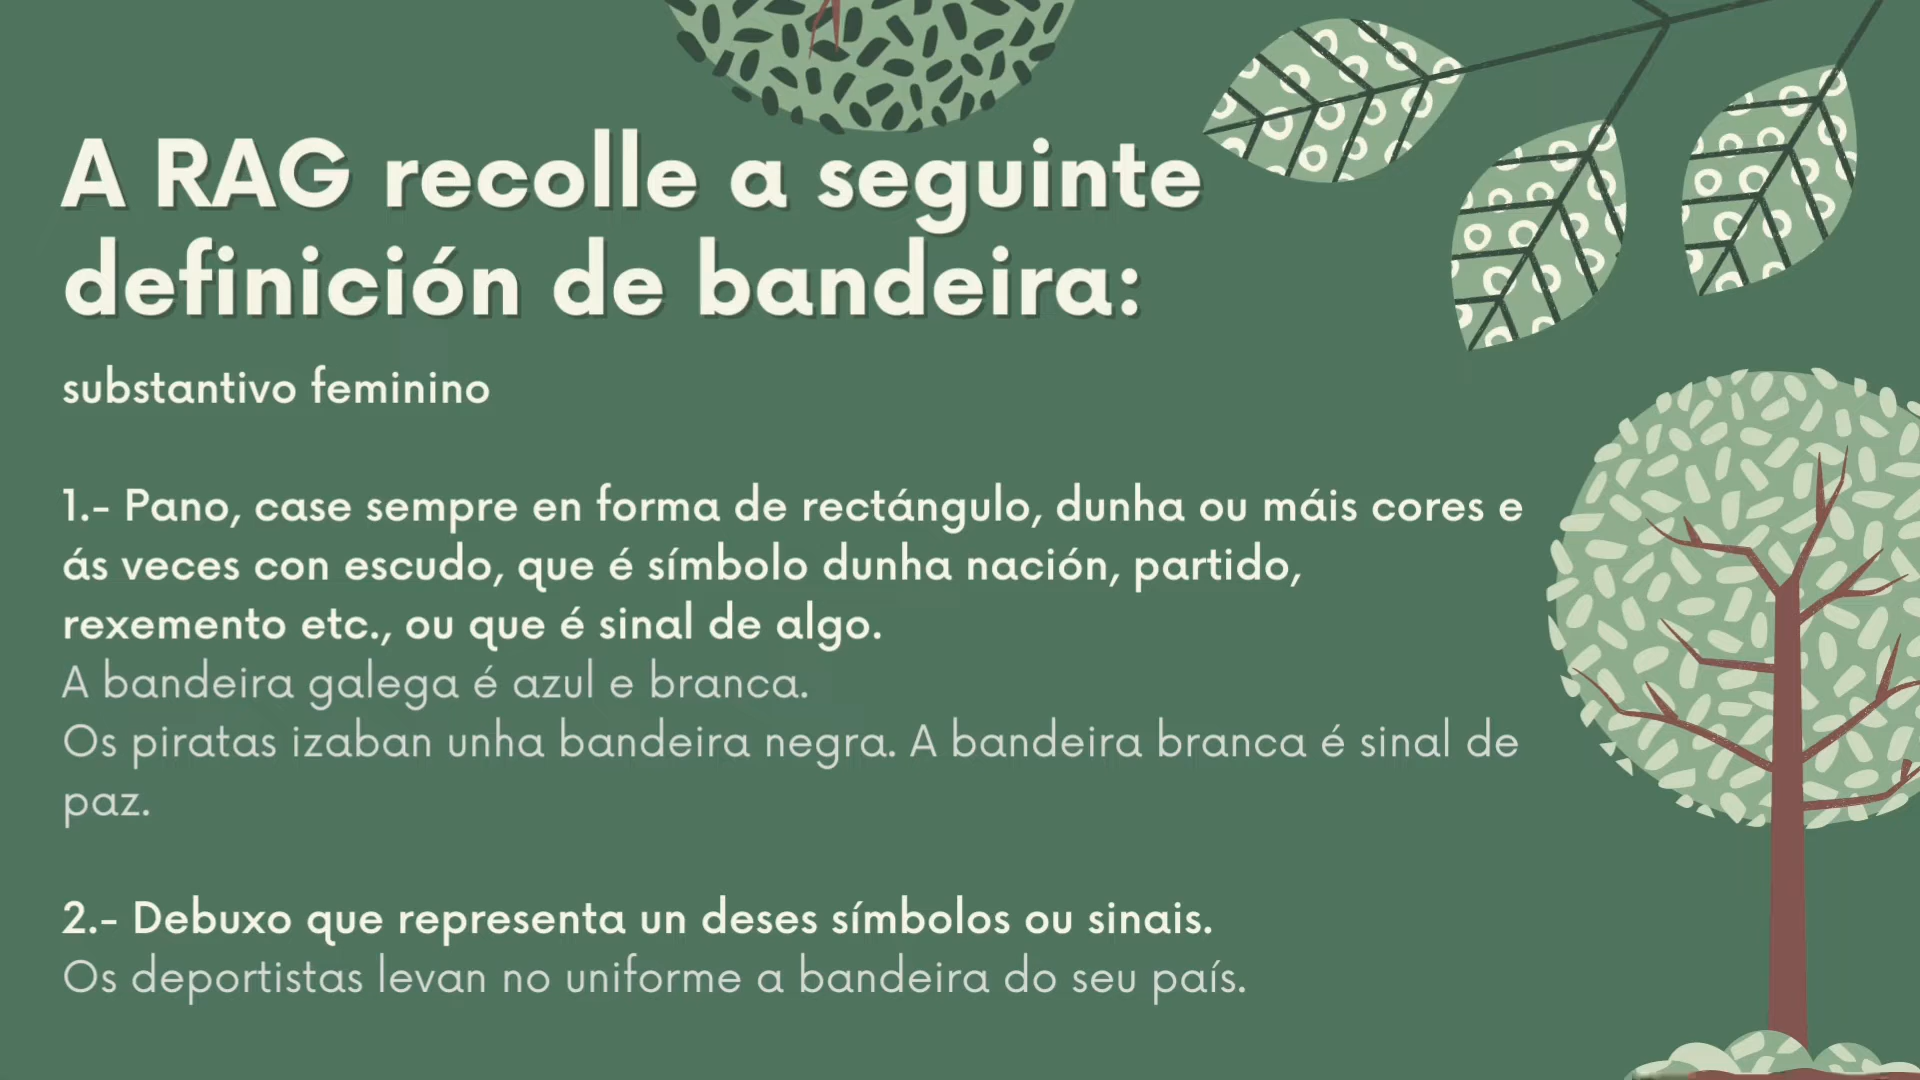 A RAG recolle a seguinte
definición de bandeira:
substantivo feminino
1.- Pano, case sempre en forma de rectángulo, dunha ou máis cores e
ás veces con escudo, que é símbolo dunha nación, partido,
rexemento etc., ou que é sinal de algo.
A bandeira galega é azul e branca.
Os piratas izaban unha bandeira negra. A bandeira branca é sinal de
paz.
2.- Debuxo que representa un deses símbolos ou sinais.
Os deportistas levan no uniforme a bandeira do seu país.